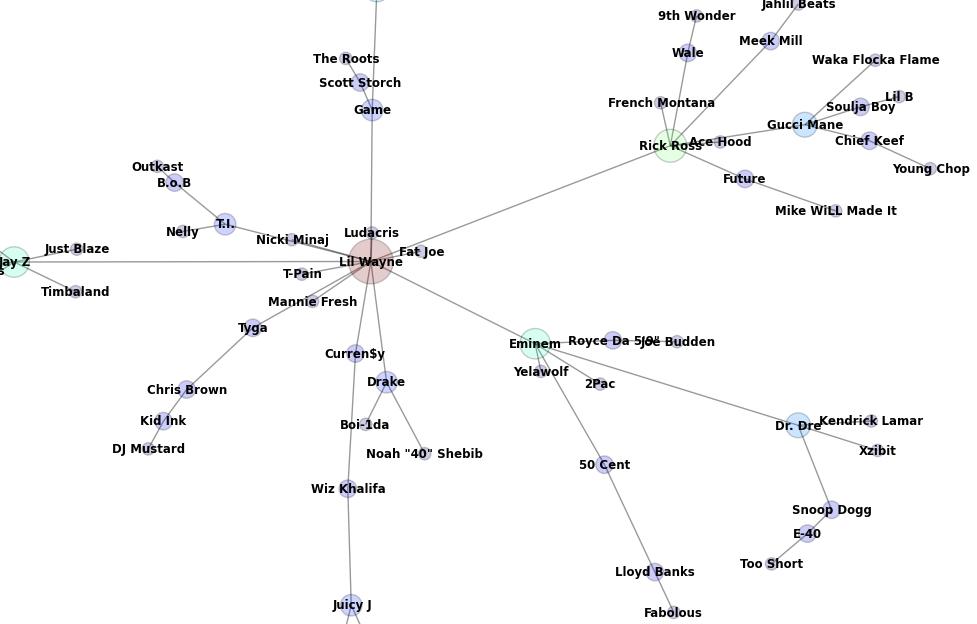 Jahlil Beats
9th Wonder
Meek Mill
Wale
The Roots
Waka Flocka Flame
Scott Storch
Lil B
French Montana
Soulja Boy
Game
Gucci Mane
Rick Ross
Ace Hood
Chief Keef
Outkast
Young Chop
B.o.B
Future
Mike WiLL Made It
T.I.
Nelly
Ludacris
Nicki Minaj
Just Blaze
Fat Joe
Jay Z
Lil Wayne
s
T-Pain
Timbaland
Mannie Fresh
Tyga
Royce Da 5'9"
Joe Budden
Eminem
Curren$y
Yelawolf
Drake
2Pac
Chris Brown
Kid Ink
Boi-1da
Kendrick Lamar
Dr. Dre
DJ Mustard
Noah "40" Shebib
Xzibit
50 Cent
Wiz Khalifa
Snoop Dogg
E-40
Too Short
Lloyd Banks
Juicy J
Fabolous